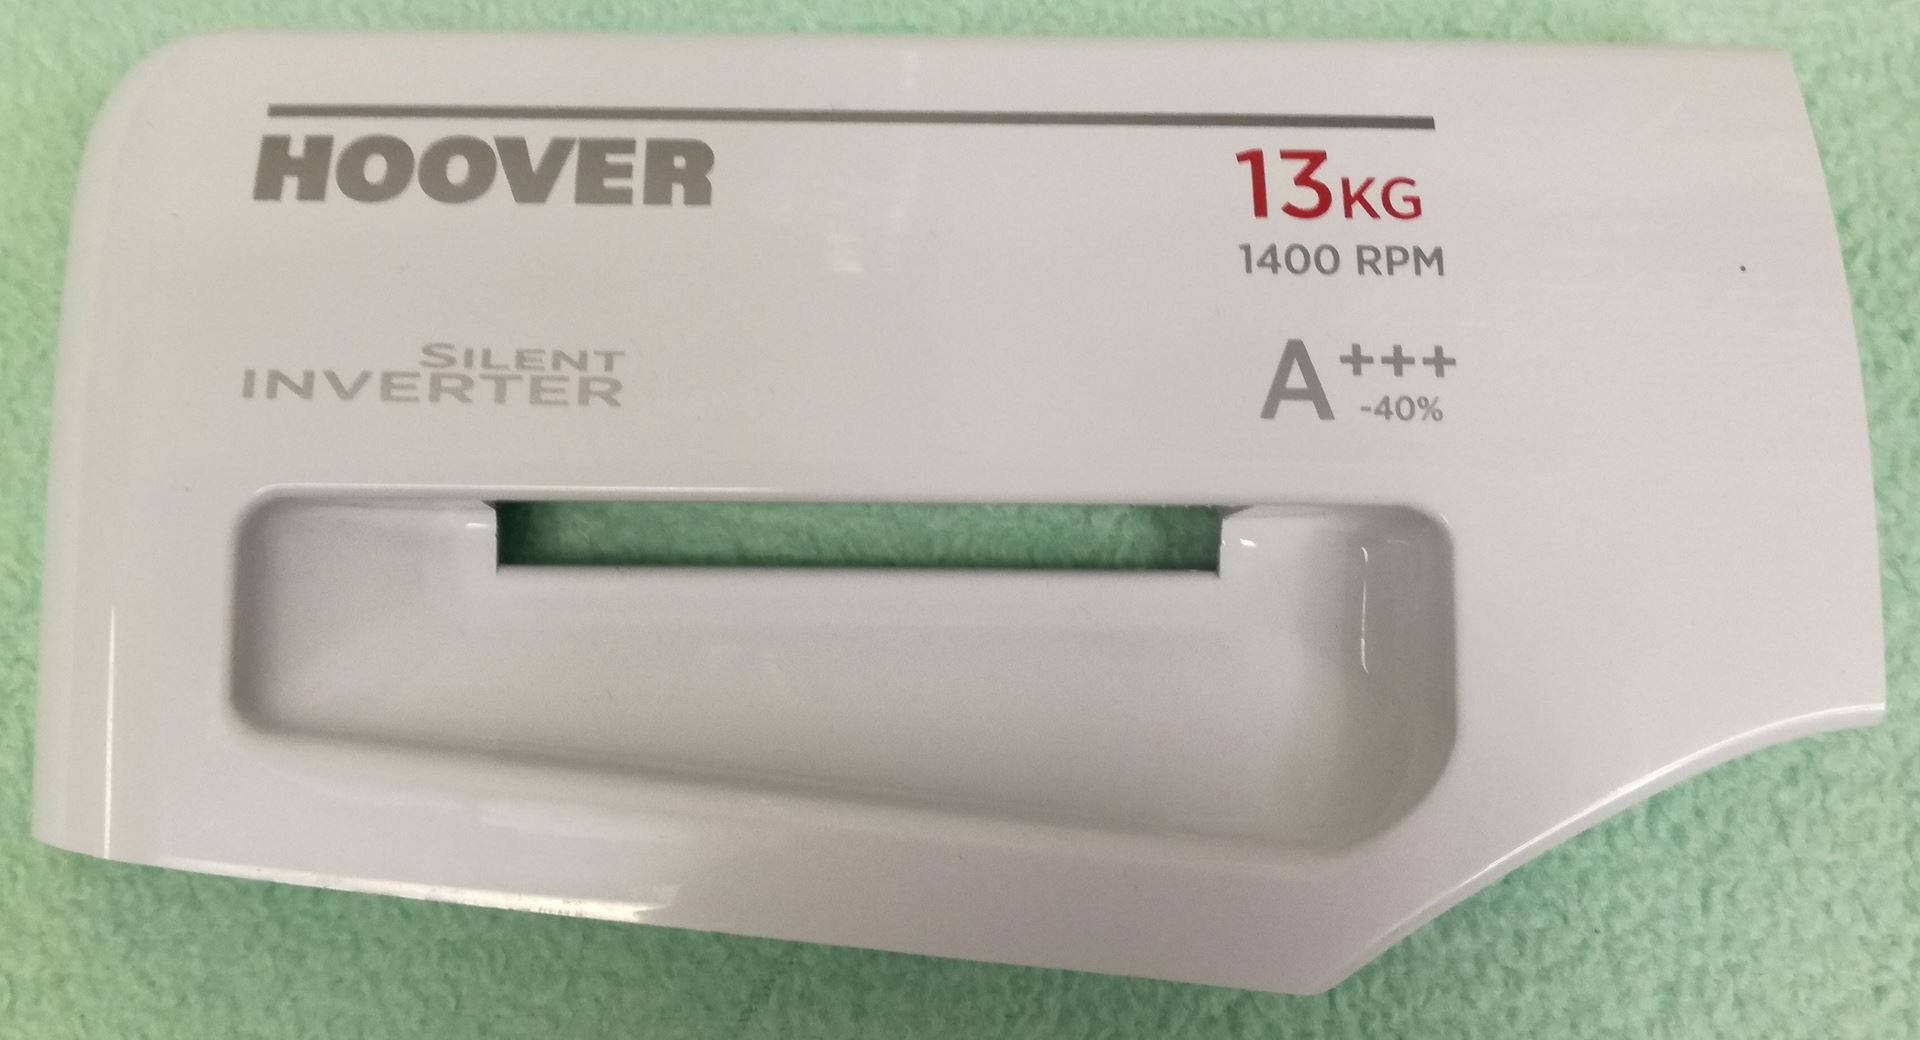 HOOVER
13KG
1400 RPM
SILENT
INVERTER
A+++
-40%